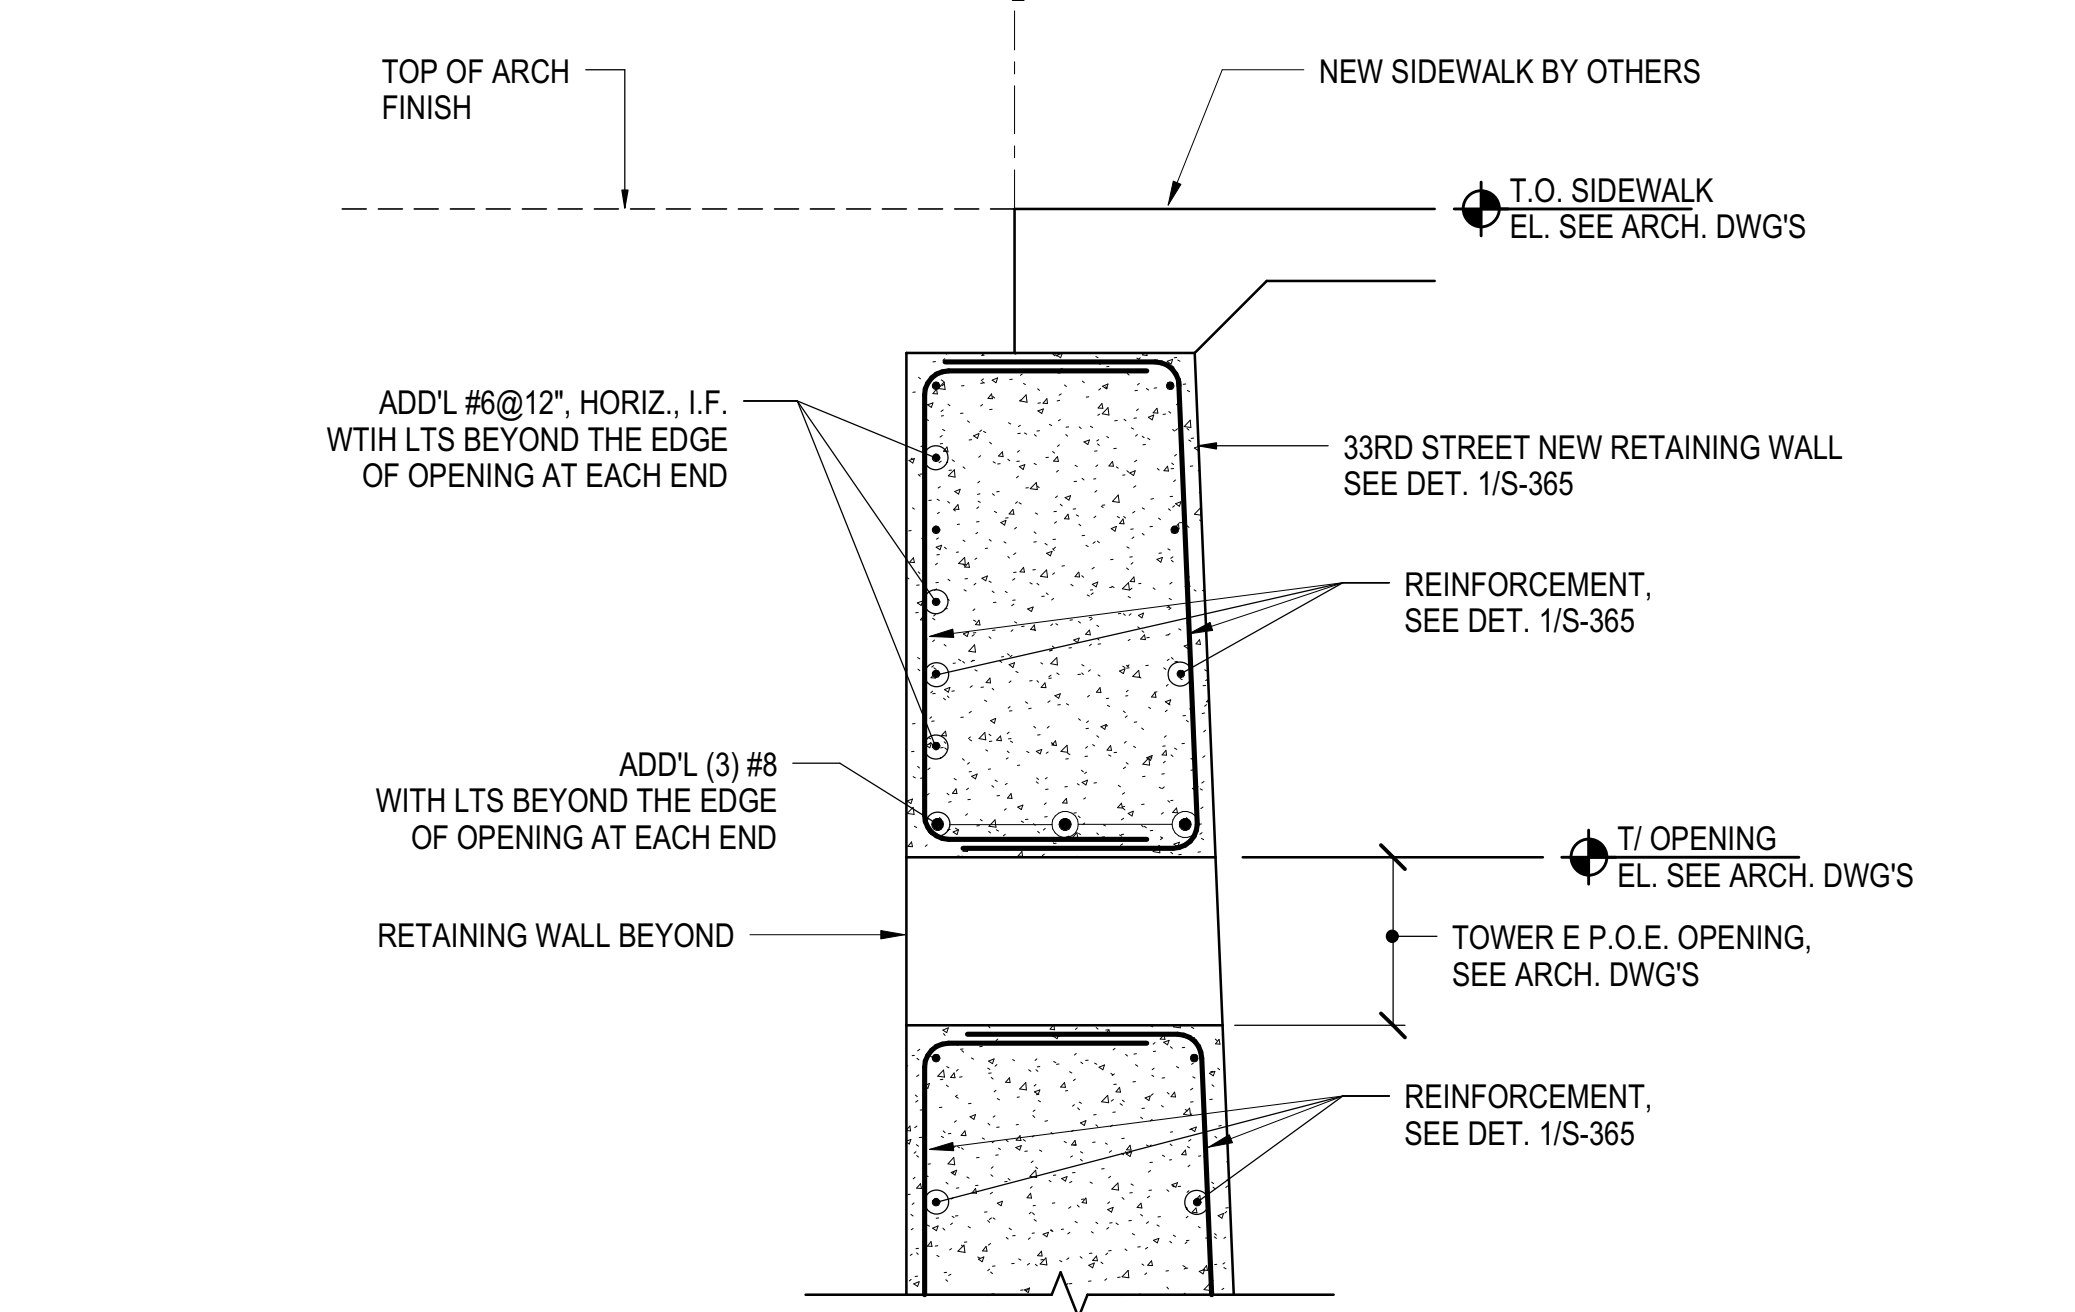 TOP OF ARCH
FINISH
NEW SIDEWALK BY OTHERS
T.O. SIDEWALK
EL. SEE ARCH. DWG'S
ADD'L #6@12", HORIZ., I.F.
WTIH LTS BEYOND THE EDGE
OF OPENING AT EACH END
33RD STREET NEW RETAINING WALL
SEE DET. 1/S-365
REINFORCEMENT,
SEE DET. 1/S-365
ADD'L (3) #8
WITH LTS BEYOND THE EDGE
OF OPENING AT EACH END
T/ OPENING
EL. SEE ARCH. DWG'S
RETAINING WALL BEYOND
TOWER E P.O.E. OPENING,
SEE ARCH. DWG'S
REINFORCEMENT,
SEE DET. 1/S-365